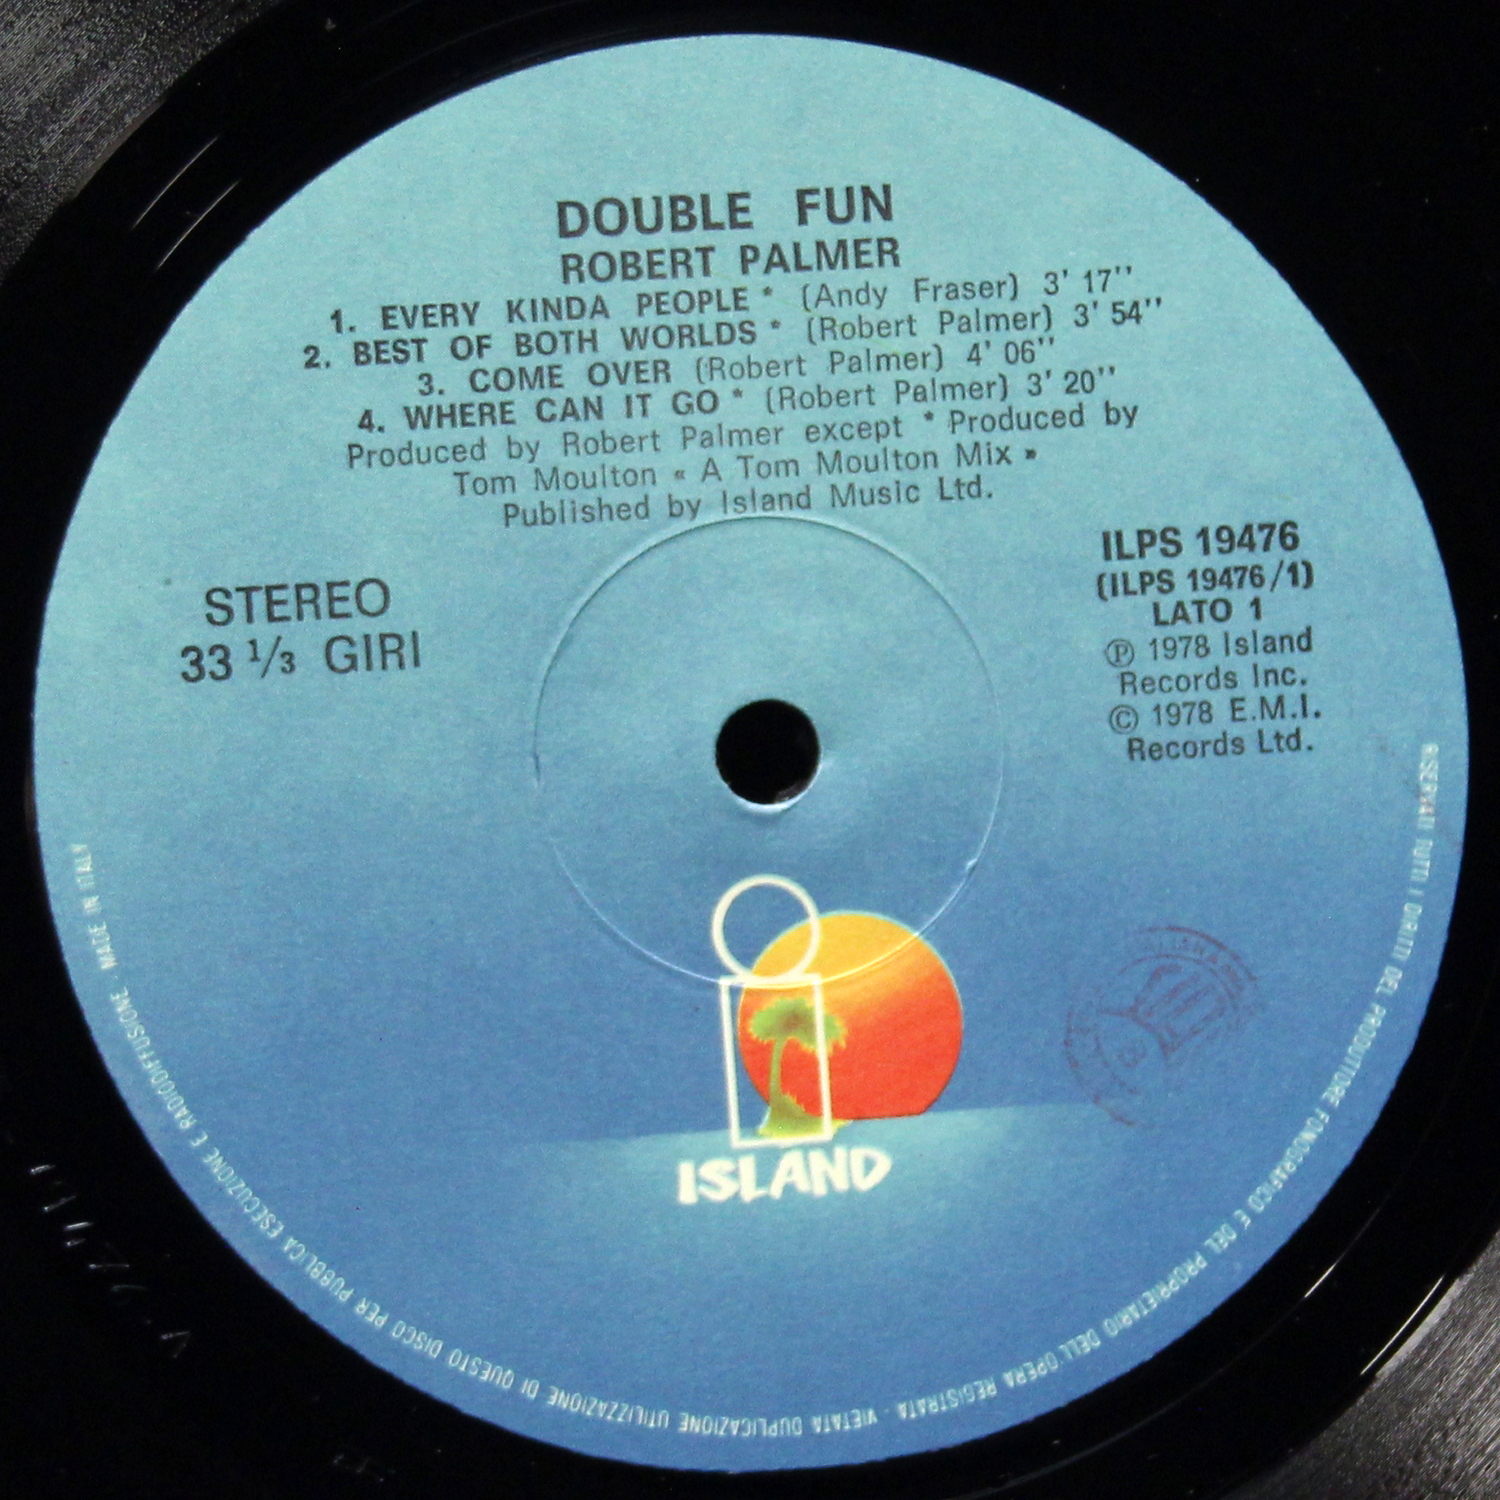 DOUBLE FUN
ROBERT PALMER
1. EVERY KINDA PEOPLE * (Andy Fraser) 3' 17''
2. BEST OF BOTH WORLDS * (Robert Palmer) 3' 54''
3. COME OVER (Robert Palmer) 4' 06''
4. WHERE CAN IT GO * (Robert Palmer) 3' 20''
Produced by Robert Palmer except * Produced by
Tom Moulton « A Tom Moulton Mix »
Published by Island Music Ltd.
STEREO
33 1/3 GIRI
ILPS 19476
(ILPS 19476/1)
LATO 1
Ⓟ 1978 Island
Records Inc.
© 1978 E.M.I.
Records Ltd.
ISLAND
RISERVATI TUTTI I DIRITTI DEL PRODUTTORE FONOGRAFICO E DEL PROPRIETARIO DELL'OPERA REGISTRATA - VIETATA DUPLICAZIONE UTILIZZAZIONE DI QUESTO DISCO PER PUBBLICA ESECUZIONE E RADIODIFFUSIONE - MADE IN ITALY